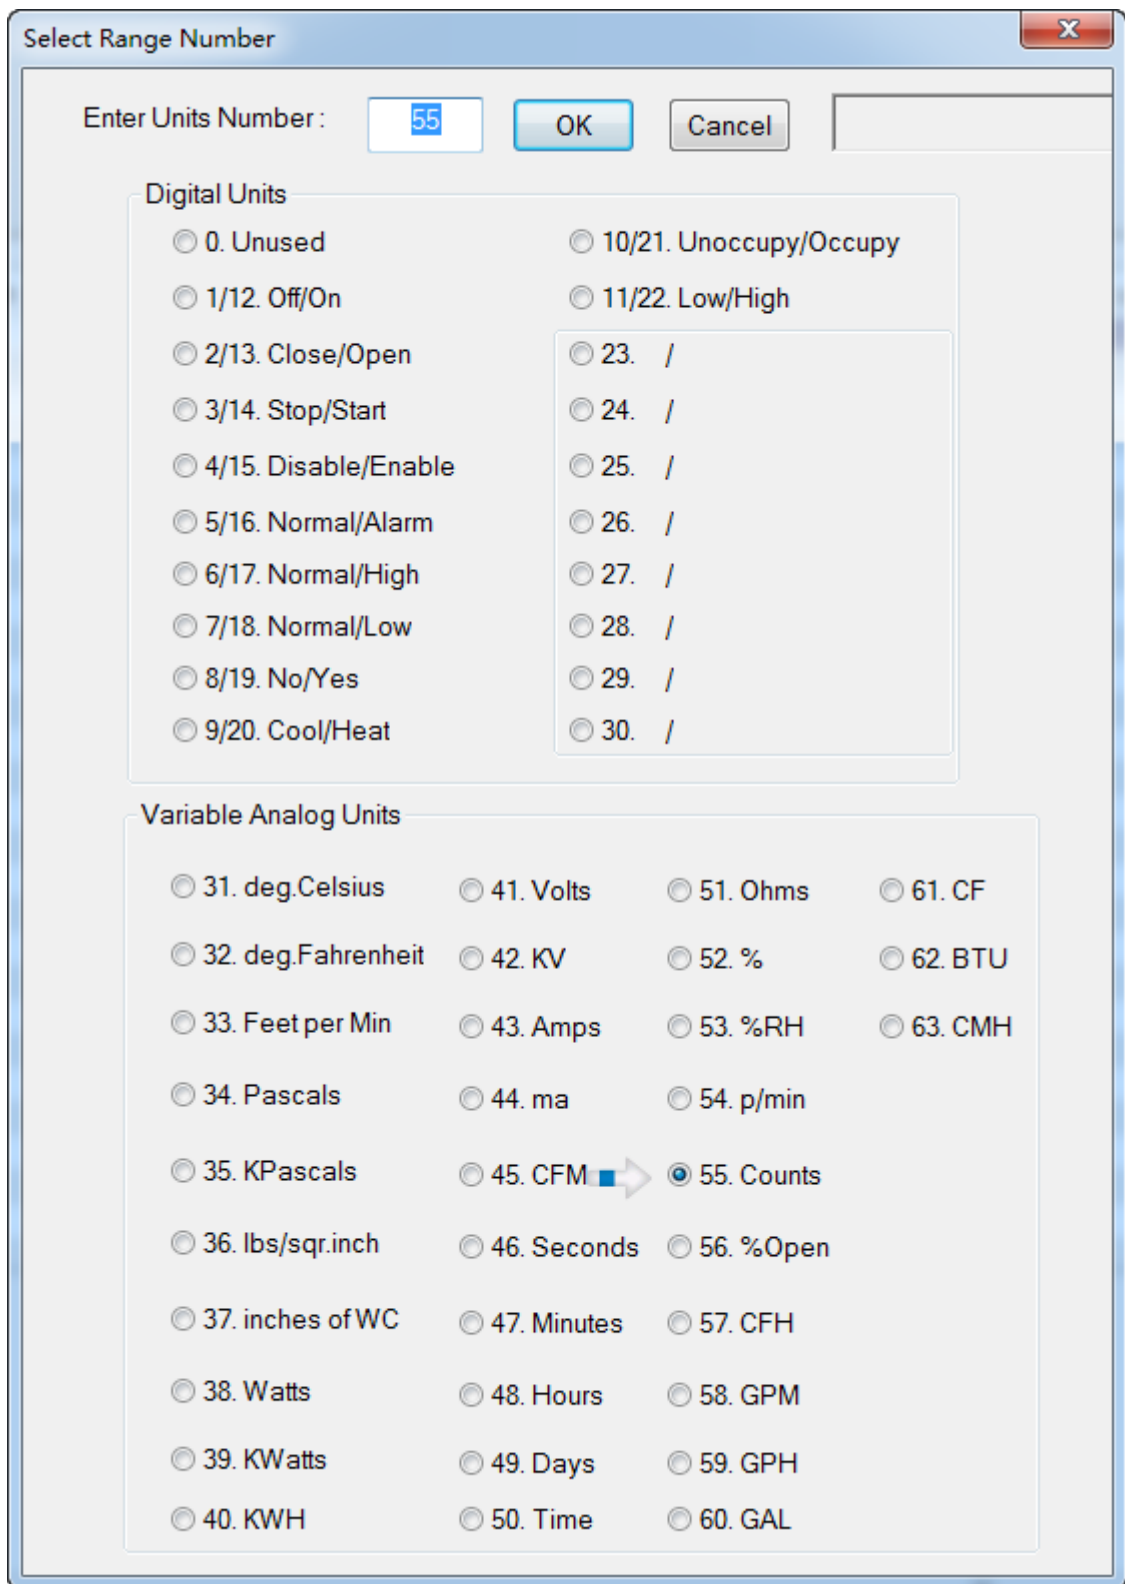 Select Range Number
Enter Units Number : 55 OK Cancel
Digital Units
0. Unused
1/12. Off/On
2/13. Close/Open
3/14. Stop/Start
4/15. Disable/Enable
5/16. Normal/Alarm
6/17. Normal/High
7/18. Normal/Low
8/19. No/Yes
9/20. Cool/Heat
10/21. Unoccupy/Occupy
11/22. Low/High
23. /
24. /
25. /
26. /
27. /
28. /
29. /
30. /
Variable Analog Units
31. deg.Celsius
32. deg.Fahrenheit
33. Feet per Min
34. Pascals
35. KPascals
36. lbs/sqr.inch
37. inches of WC
38. Watts
39. KWatts
40. KWH
41. Volts
42. KV
43. Amps
44. ma
45. CFM
46. Seconds
47. Minutes
48. Hours
49. Days
50. Time
51. Ohms
52. %
53. %RH
54. p/min
55. Counts
56. %Open
57. CFH
58. GPM
59. GPH
60. GAL
61. CF
62. BTU
63. CMH